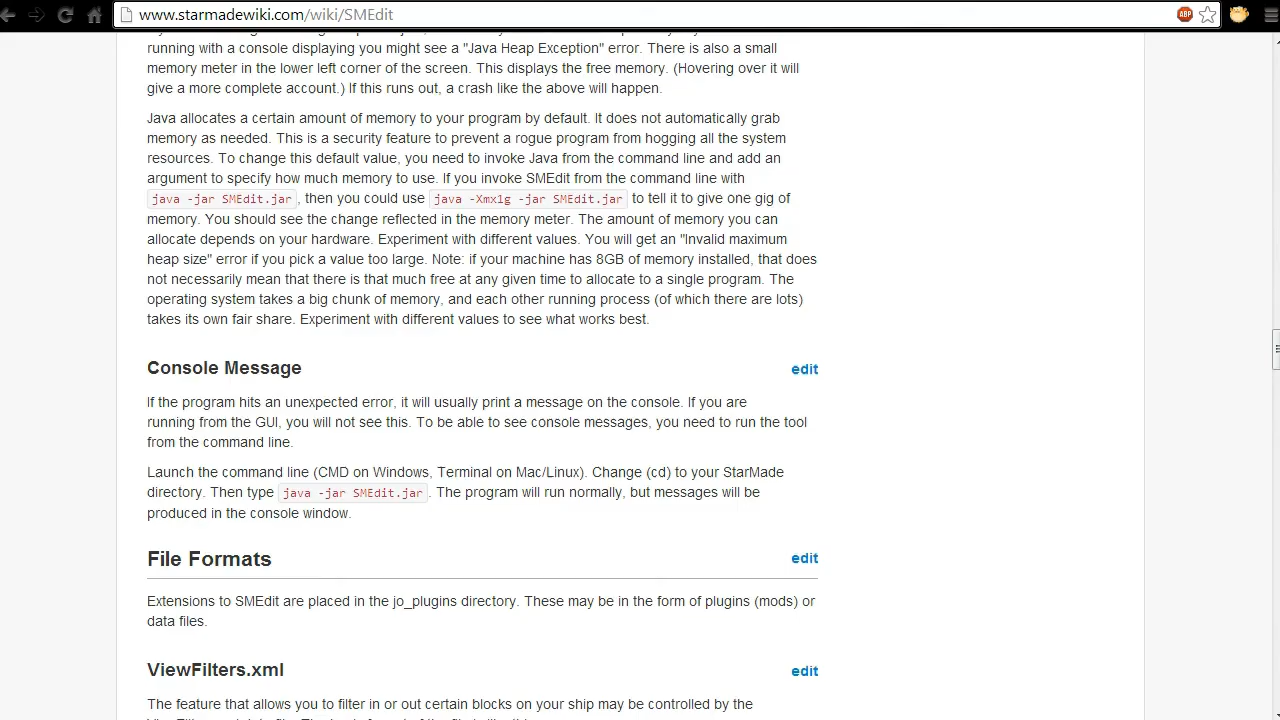 www.starmadewiki.com/wiki/SMEdit
ABP
running with a console displaying you might see a "Java Heap Exception" error. There is also a small
memory meter in the lower left corner of the screen. This displays the free memory. (Hovering over it will
give a more complete account.) If this runs out, a crash like the above will happen.
Java allocates a certain amount of memory to your program by default. It does not automatically grab
memory as needed. This is a security feature to prevent a rogue program from hogging all the system
resources. To change this default value, you need to invoke Java from the command line and add an
argument to specify how much memory to use. If you invoke SMEdit from the command line with
java -jar SMEdit.jar, then you could use java -Xmx1g -jar SMEdit.jar to tell it to give one gig of
memory. You should see the change reflected in the memory meter. The amount of memory you can
allocate depends on your hardware. Experiment with different values. You will get an "Invalid maximum
heap size" error if you pick a value too large. Note: if your machine has 8GB of memory installed, that does
not necessarily mean that there is that much free at any given time to allocate to a single program. The
operating system takes a big chunk of memory, and each other running process (of which there are lots)
takes its own fair share. Experiment with different values to see what works best.
Console Message edit
If the program hits an unexpected error, it will usually print a message on the console. If you are
running from the GUI, you will not see this. To be able to see console messages, you need to run the tool
from the command line.
Launch the command line (CMD on Windows, Terminal on Mac/Linux). Change (cd) to your StarMade
directory. Then type java -jar SMEdit.jar. The program will run normally, but messages will be
produced in the console window.
File Formats edit
Extensions to SMEdit are placed in the jo_plugins directory. These may be in the form of plugins (mods) or
data files.
ViewFilters.xml edit
The feature that allows you to filter in or out certain blocks on your ship may be controlled by the